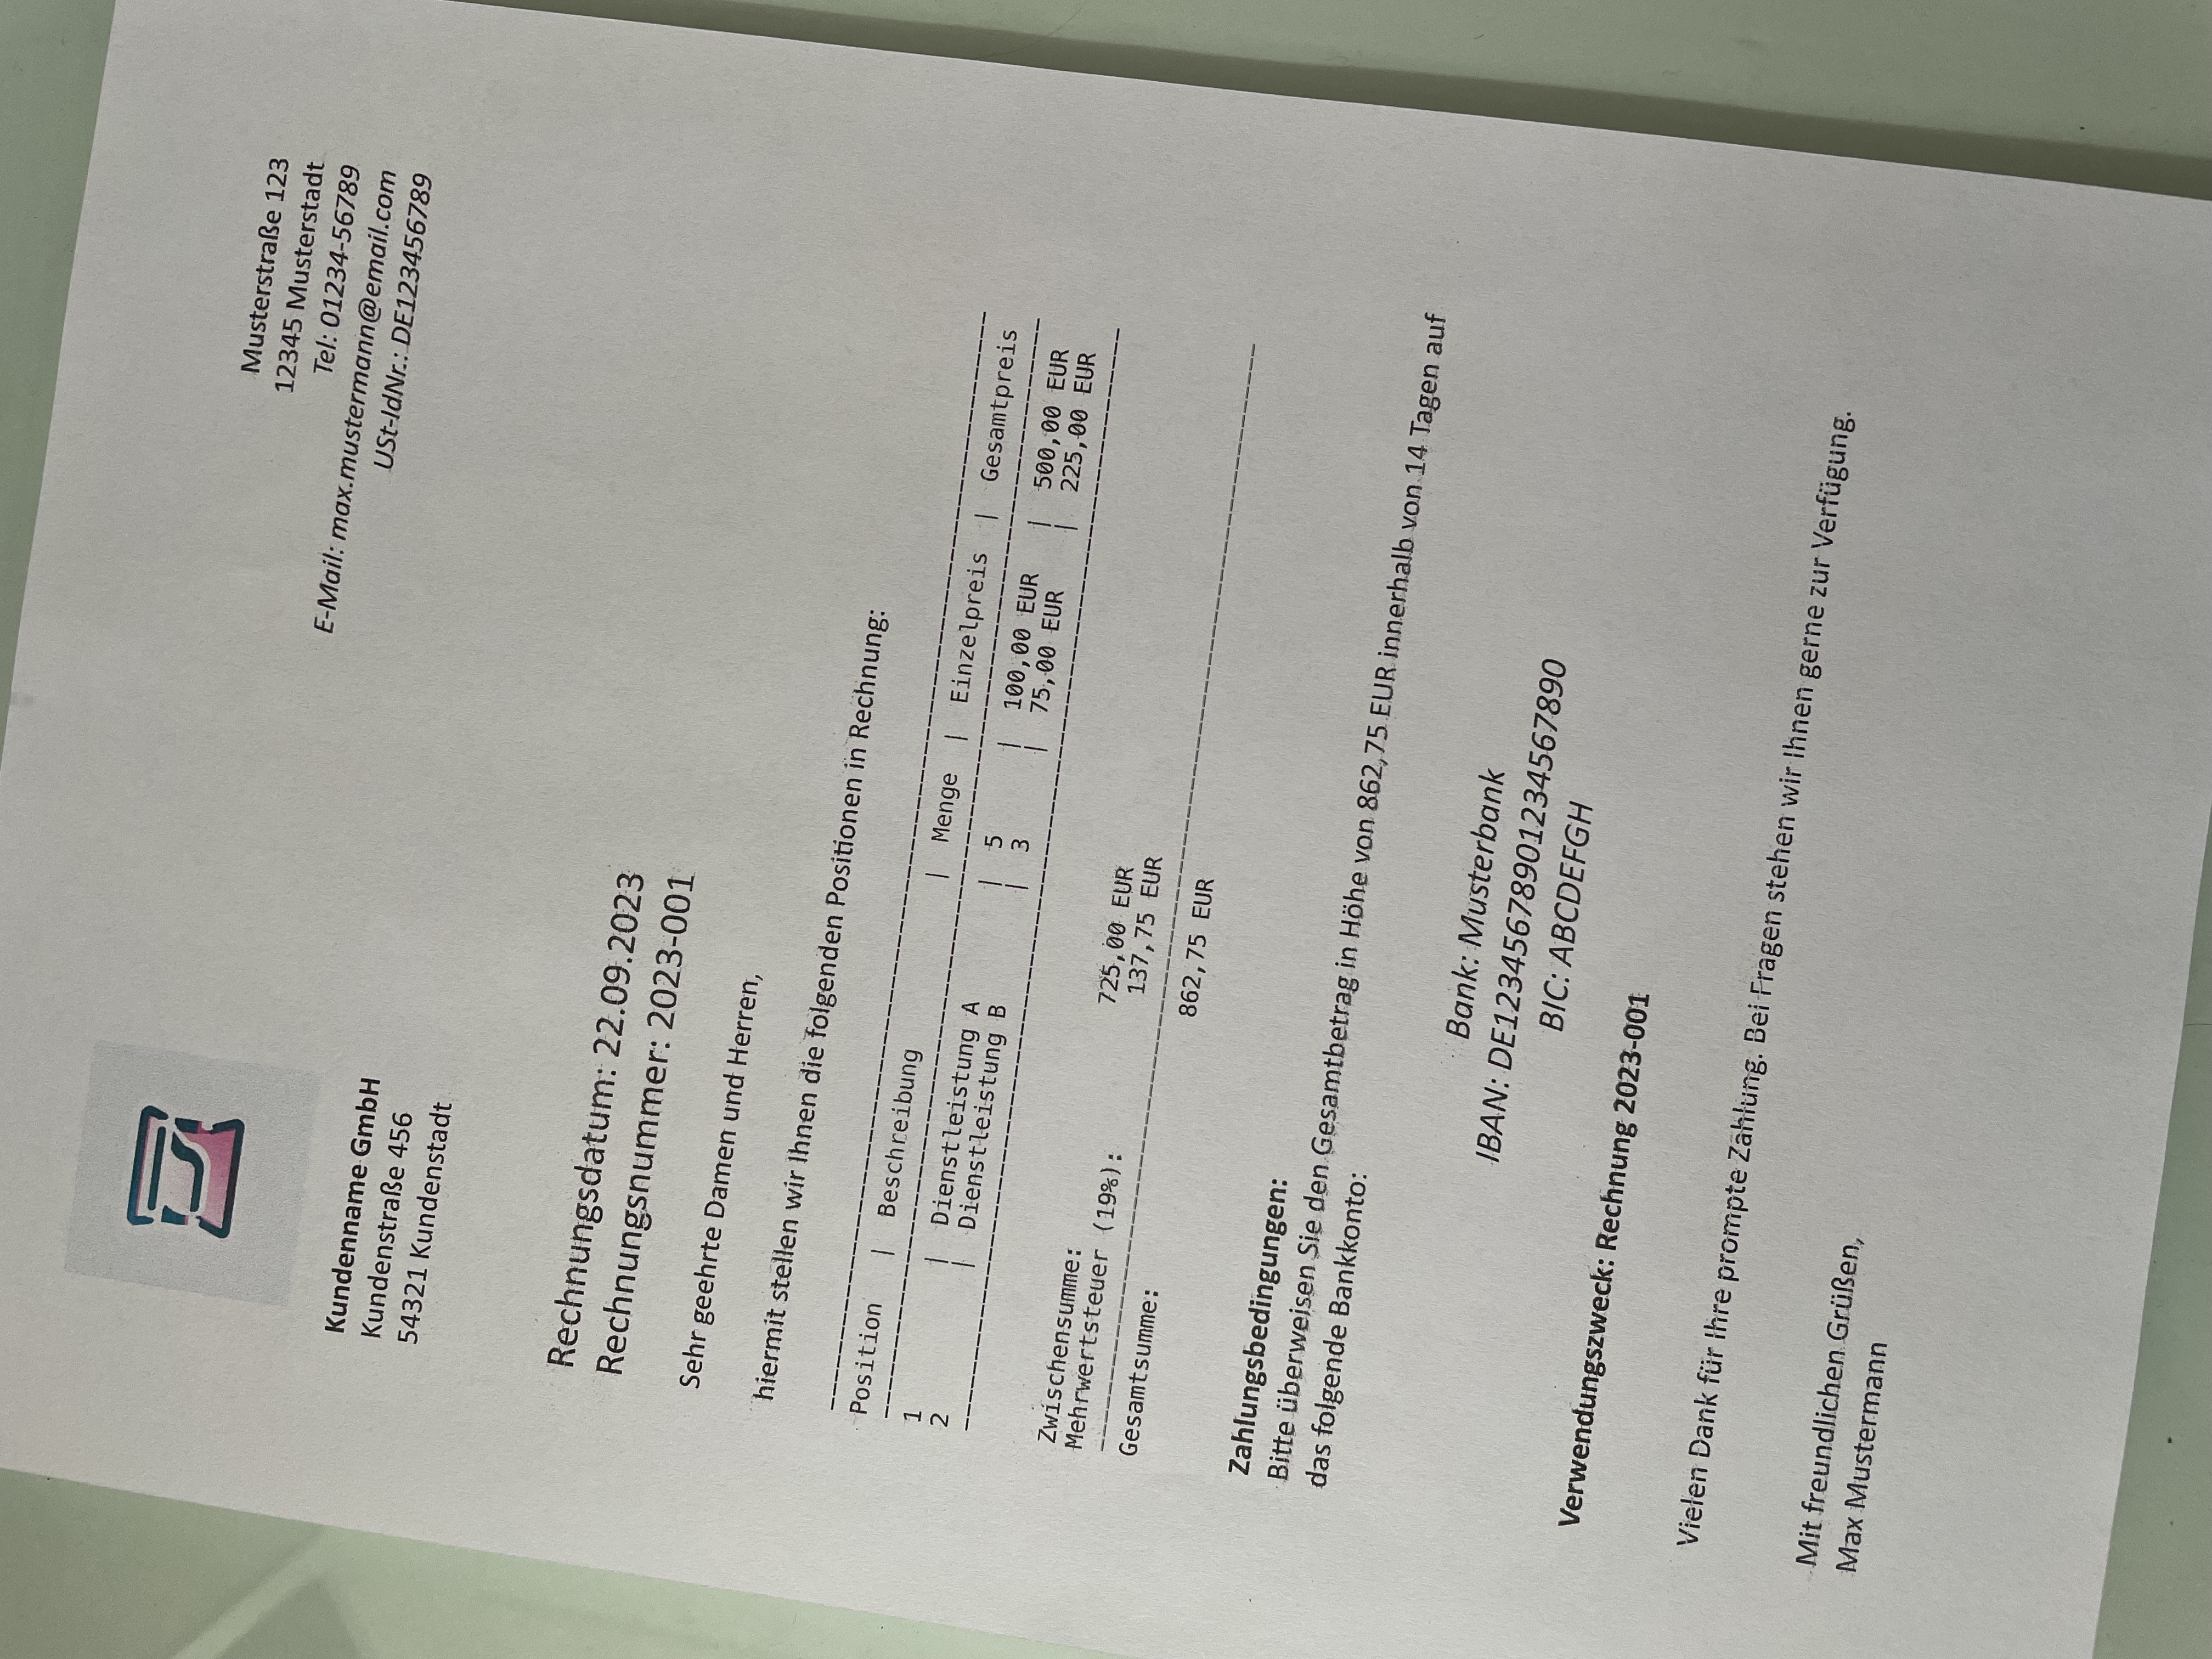 Musterstraße 123
12345 Musterstadt
Tel: 01234-56789
E-Mail: max.mustermann@email.com
USt-IdNr.: DE123456789
Kundenname GmbH
Kundenstraße 456
54321 Kundenstadt
Rechnungsdatum: 22.09.2023
Rechnungsnummer: 2023-001
Sehr geehrte Damen und Herren,
hiermit stellen wir Ihnen die folgenden Positionen in Rechnung:
Position | Beschreibung | Menge | Einzelpreis | Gesamtpreis
1 | Dienstleistung A | 5 | 100,00 EUR | 500,00 EUR
2 | Dienstleistung B | 3 | 75,00 EUR | 225,00 EUR
Zwischensumme: 725,00 EUR
Mehrwertsteuer (19%): 137,75 EUR
Gesamtsumme: 862,75 EUR
Zahlungsbedingungen:
Bitte überweisen Sie den Gesamtbetrag in Höhe von 862,75 EUR innerhalb von 14 Tagen auf
das folgende Bankkonto:
Bank: Musterbank
IBAN: DE12345678901234567890
BIC: ABCDEFGH
Verwendungszweck: Rechnung 2023-001
Vielen Dank für Ihre prompte Zahlung. Bei Fragen stehen wir Ihnen gerne zur Verfügung.
Mit freundlichen Grüßen,
Max Mustermann